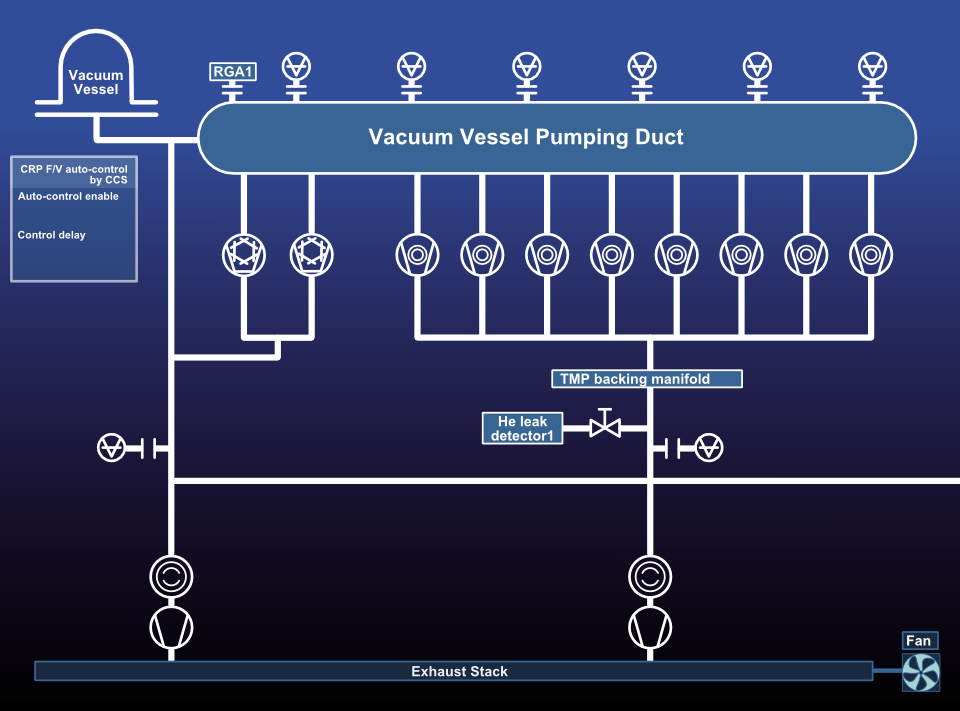 Vacuum
Vessel
RGA1
Vacuum Vessel Pumping Duct
CRP F/V auto-control
by CCS
Auto-control enable
Control delay
TMP backing manifold
He leak
detector1
Fan
Exhaust Stack